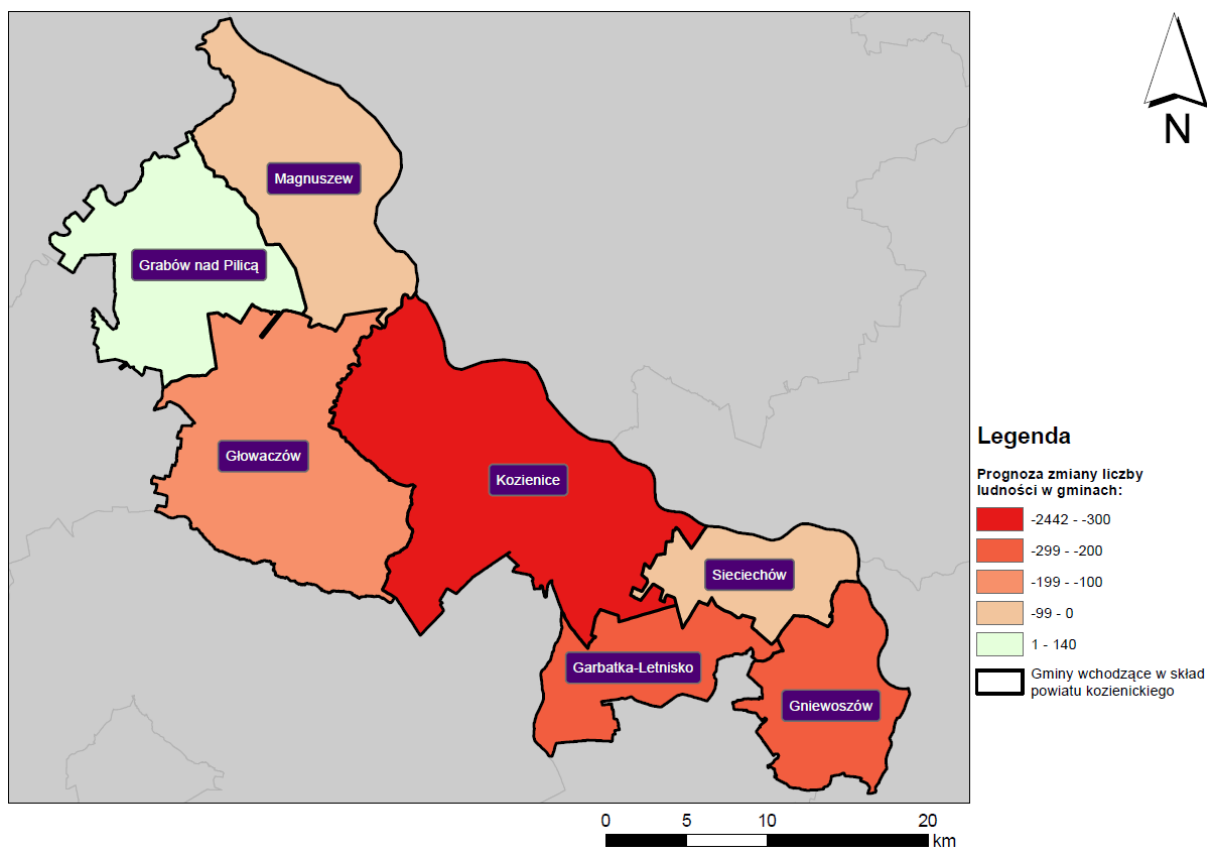 N
Magnuszew
Grabów nad Pilicą
Głowaczów
Kozienice
Sieciechów
Garbatka-Letnisko
Gniewoszów
Legenda
Prognoza zmiany liczby
ludności w gminach:
-2442 - -300
-299 - -200
-199 - -100
-99 - 0
1 - 140
Gminy wchodzące w skład
powiatu kozienickiego
0 5 10 20
km